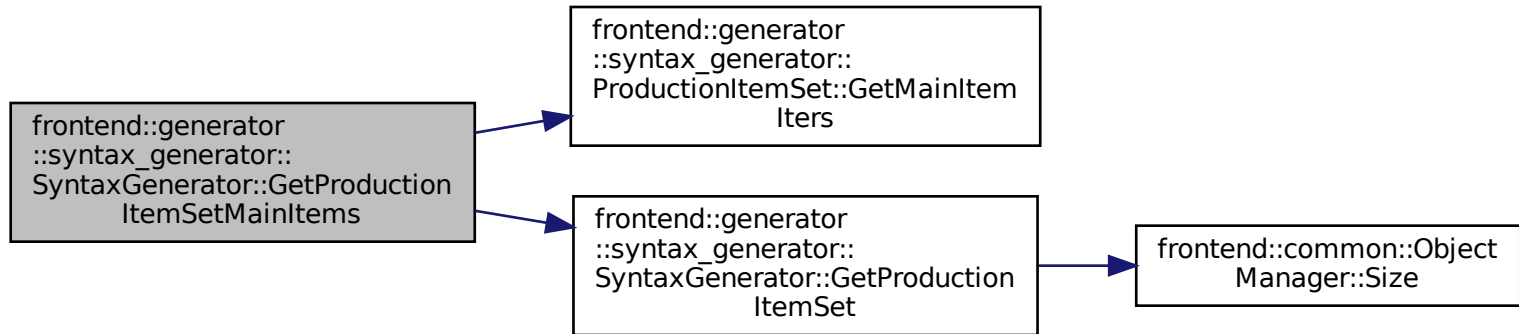 frontend::generator
::syntax_generator::
SyntaxGenerator::GetProduction
ItemSetMainItems
frontend::generator
::syntax_generator::
ProductionItemSet::GetMainItem
Iters
frontend::generator
::syntax_generator::
SyntaxGenerator::GetProduction
ItemSet
frontend::common::Object
Manager::Size